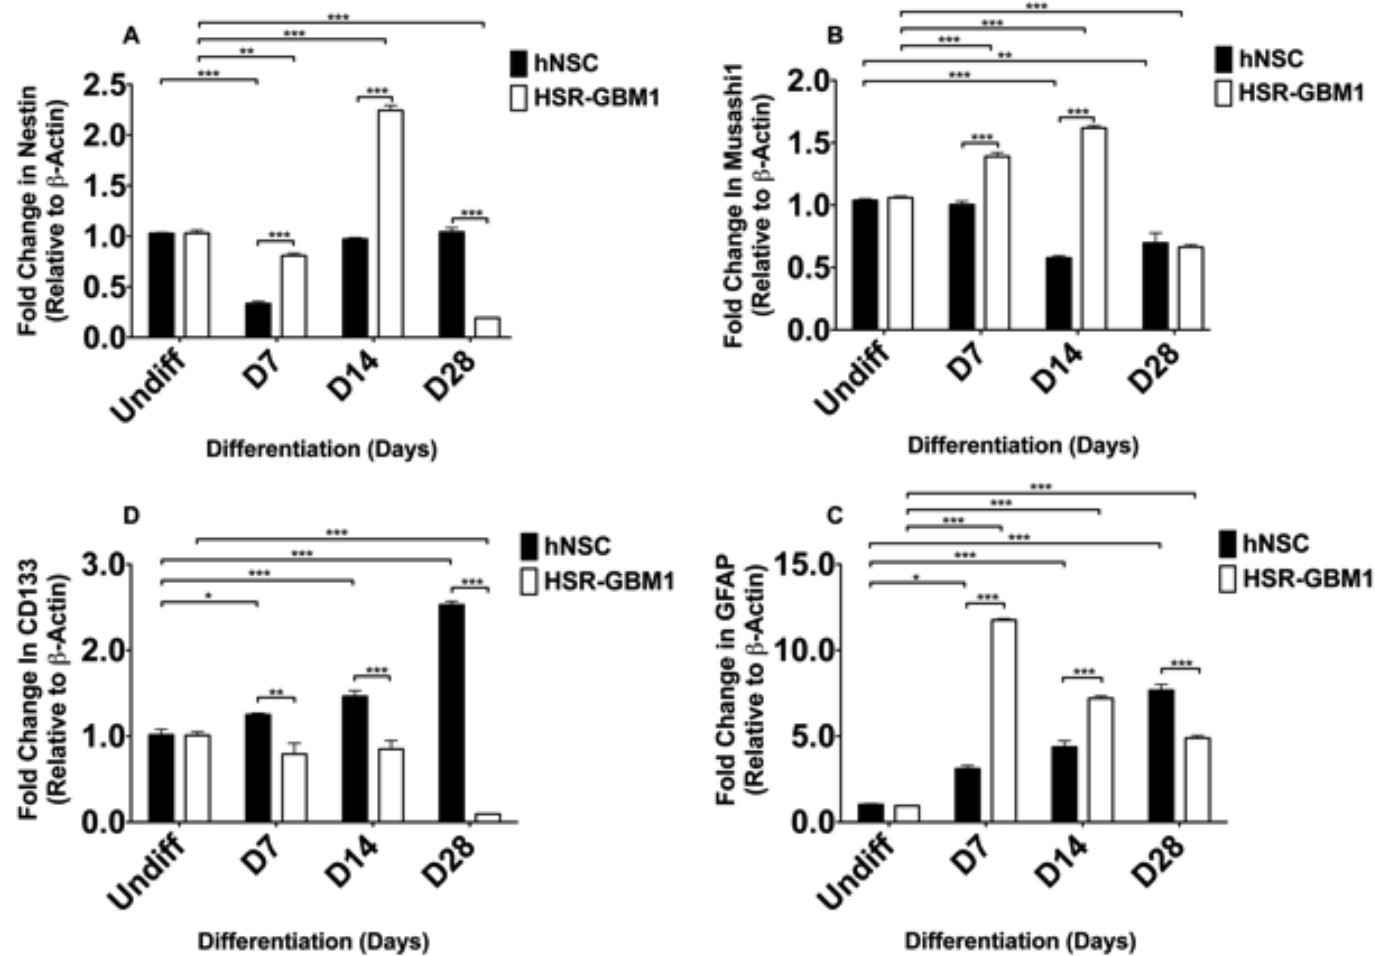 A
***
***
**
***
***
***
***
hNSC
HSR-GBM1
Fold Change in Nestin
(Relative to β-Actin)
2.5
2.0
1.5
1.0
0.5
0.0
Undiff D7 D14 D28
Differentiation (Days)
B
***
***
***
**
***
***
***
hNSC
HSR-GBM1
Fold Change In Musashi1
(Relative to β-Actin)
2.0
1.5
1.0
0.5
0.0
Undiff D7 D14 D28
Differentiation (Days)
D
***
***
***
*
**
***
***
hNSC
HSR-GBM1
Fold Change In CD133
(Relative to β-Actin)
3.0
2.0
1.0
0.0
Undiff D7 D14 D28
Differentiation (Days)
C
***
***
***
***
***
*
***
***
***
hNSC
HSR-GBM1
Fold Change in GFAP
(Relative to β-Actin)
15.0
10.0
5.0
0.0
Undiff D7 D14 D28
Differentiation (Days)